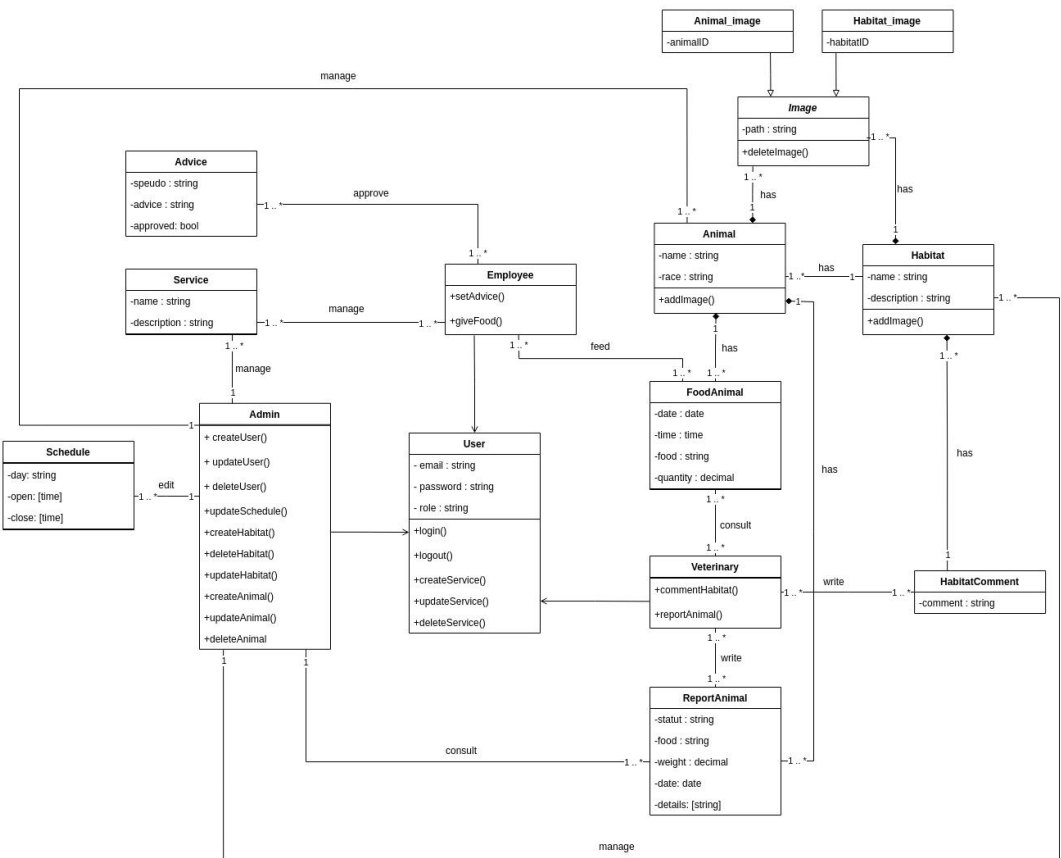 Animal_image
-animalID
Habitat_image
-habitatID
manage
Image
-path : string
+deleteImage()
1 .. *
has
1
1 .. *
has
1
Advice
-speudo : string
-advice : string
-approved: bool
1 .. *
approve
1 .. *
1 .. *
Animal
-name : string
-race : string
+addImage()
1..*
has
1
1
Habitat
-name : string
-description : string
+addImage()
1 .. *
1 .. *
Service
-name : string
-description : string
1 .. *
manage
1 .. *
Employee
+setAdvice()
+giveFood()
1 .. *
feed
1 .. *
1
has
1 .. *
1 .. *
manage
1
FoodAnimal
-date : date
-time : time
-food : string
-quantity : decimal
Admin
+ createUser()
+ updateUser()
+ deleteUser()
+updateSchedule()
+createHabitat()
+deleteHabitat()
+updateHabitat()
+createAnimal()
+updateAnimal()
+deleteAnimal
1
Schedule
-day: string
-open: [time]
-close: [time]
1 .. *
edit
1
User
- email : string
- password : string
- role : string
+login()
+logout()
+createService()
+updateService()
+deleteService()
has
has
1 .. *
consult
1 .. *
1
Veterinary
+commentHabitat()
+reportAnimal()
1 .. *
write
1 .. *
HabitatComment
-comment : string
1 .. *
write
1 .. *
1
1
ReportAnimal
-statut : string
-food : string
-weight : decimal
-date: date
-details: [string]
consult
1 .. *
1 .. *
manage